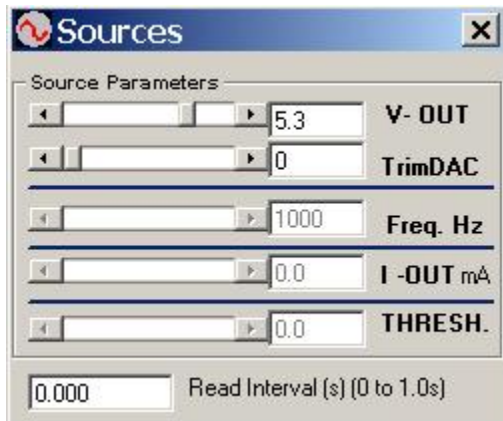 Sources
Source Parameters
5.3 V- OUT
0 TrimDAC
1000 Freq. Hz
0.0 I -OUT mA
0.0 THRESH.
0.000 Read Interval (s) (0 to 1.0s)